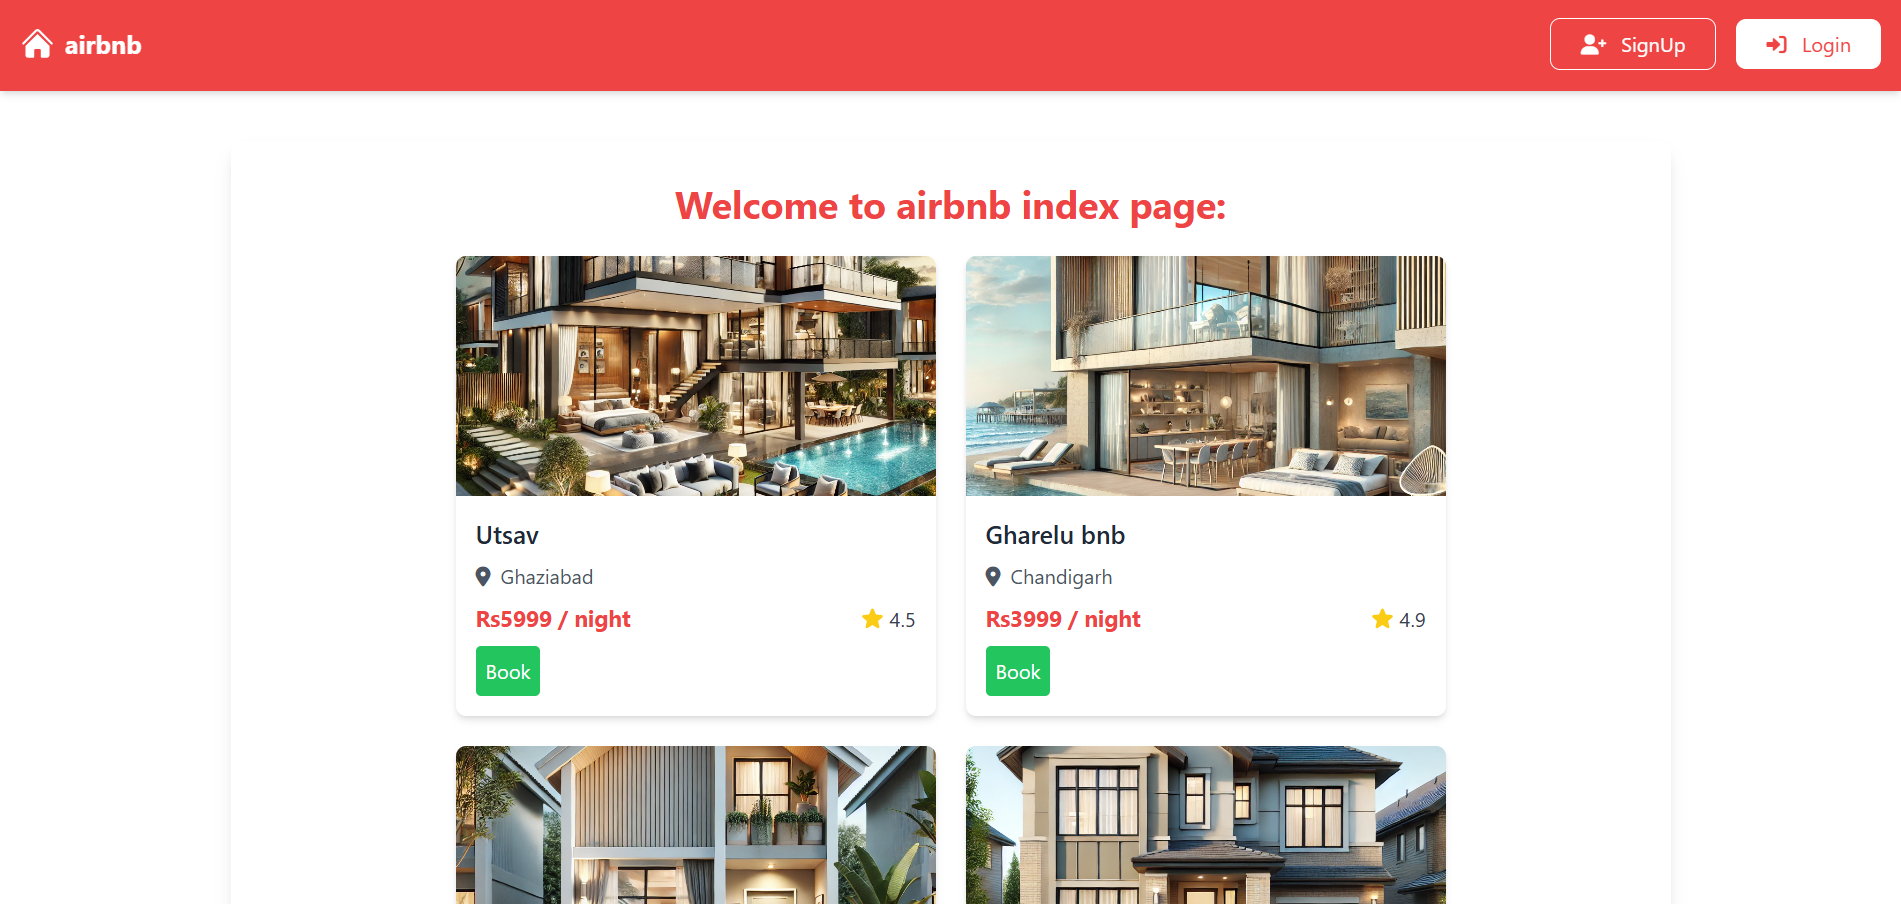 airbnb
SignUp
Login
Welcome to airbnb index page:
Utsav
Ghaziabad
Rs5999 / night
4.5
Book
Gharelu bnb
Chandigarh
Rs3999 / night
4.9
Book